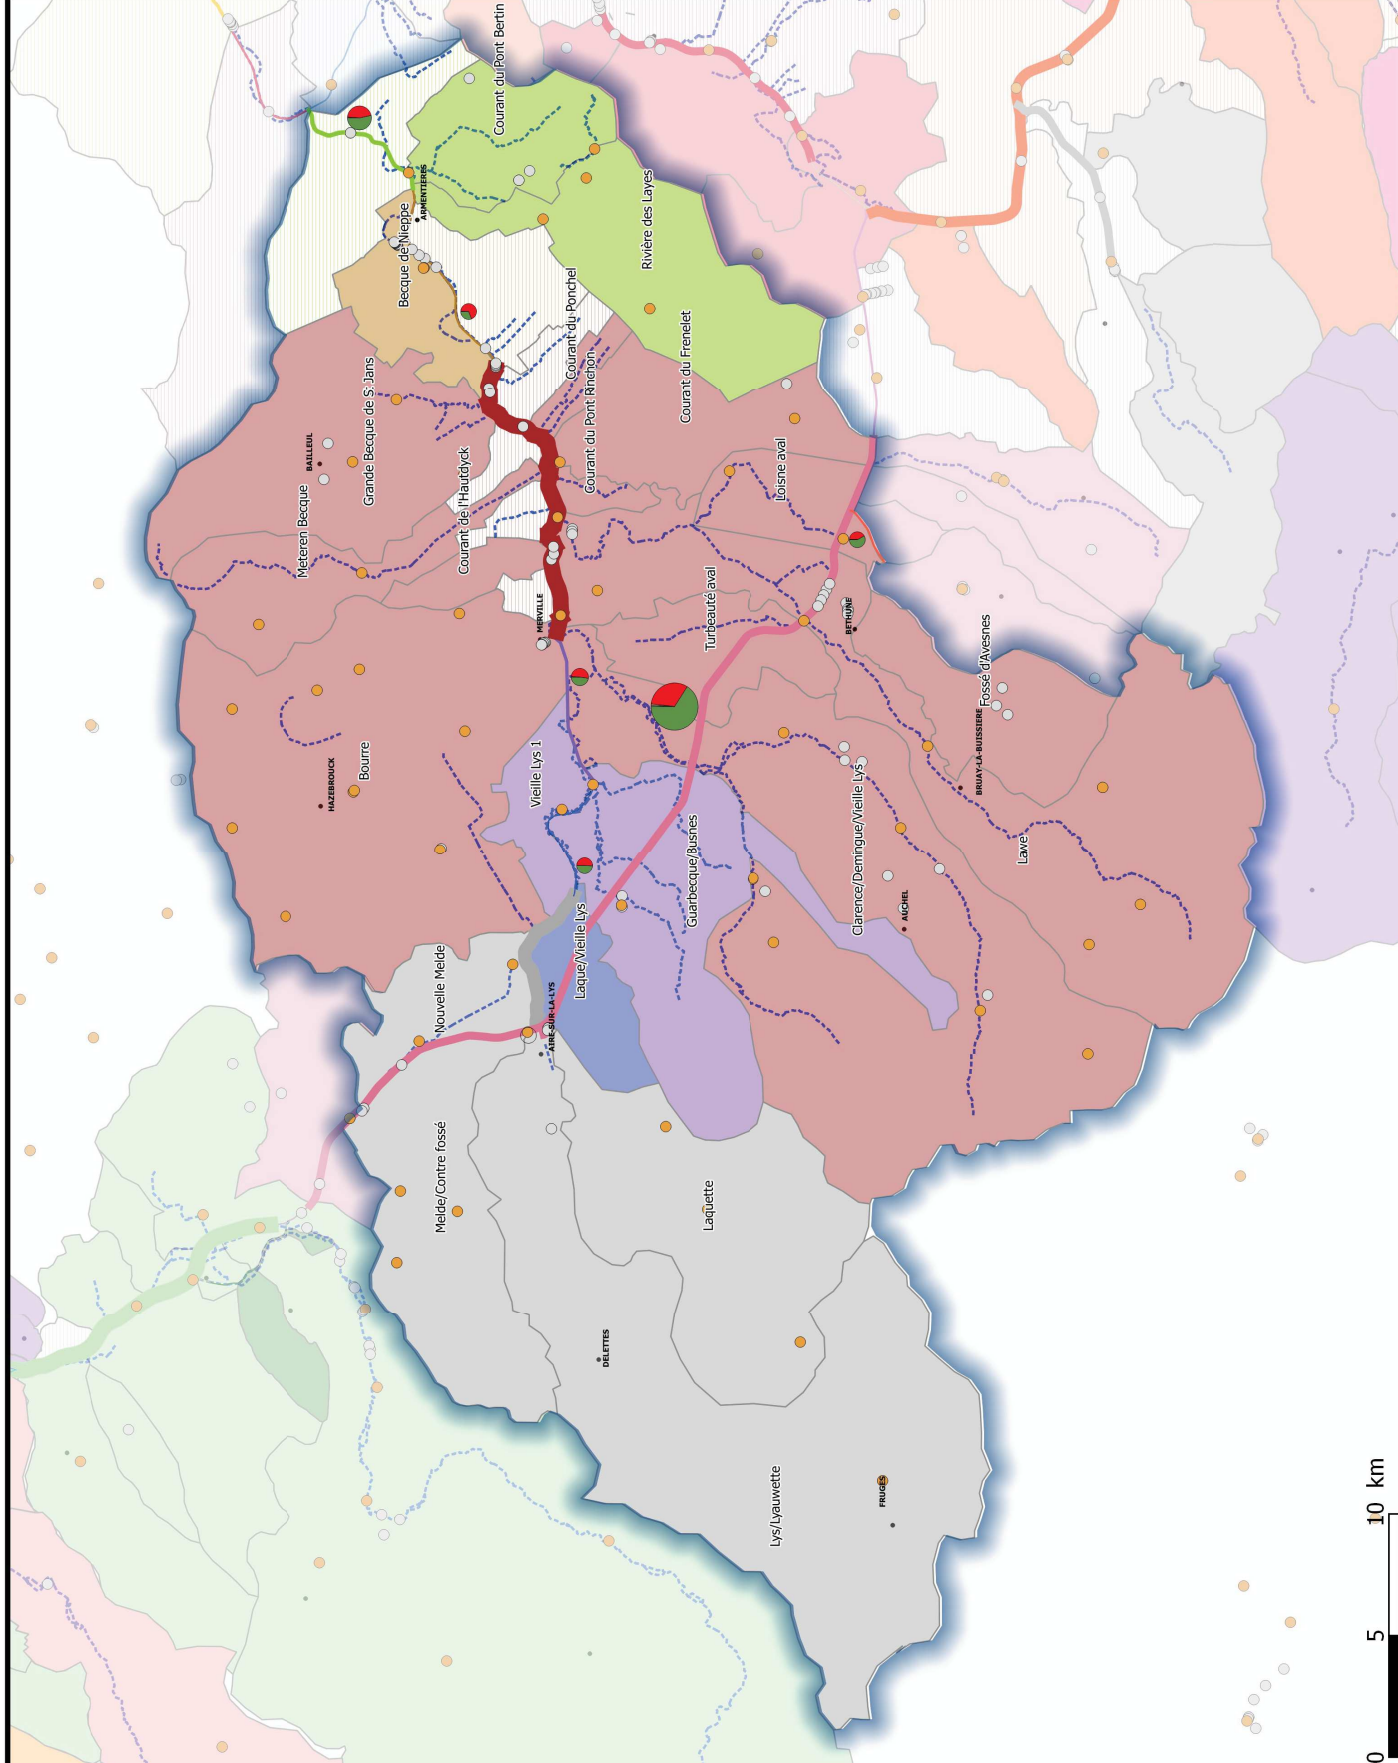 Courant du Pont Bertin
ARMENTIERES
Becque de Nieppe
Rivière des Layes
Courant du Ponchel
Courant du Frenelet
Grande Becque de S. Jans
Courant du Pont Rinchon
BAILLEUL
Meteren Becque
Courant de l'Hautdyck
Loisne aval
MERVILLE
Turbeauté aval
BETHUNE
Fossé d'Avesnes
BRUAY-LA-BUISSIERE
HAZEBROUCK
Bourre
Vieille Lys 1
Guarbecque/Busnes
Clarence/Demingue/Vieille Lys
Lawe
AUCHEL
Laque/Vieille Lys
Nouvelle Melde
AIRE-SUR-LA-LYS
Melde/Contre fossé
Laquette
DELETTES
Lys/Lyauwette
FRUGES
0 5 10 km